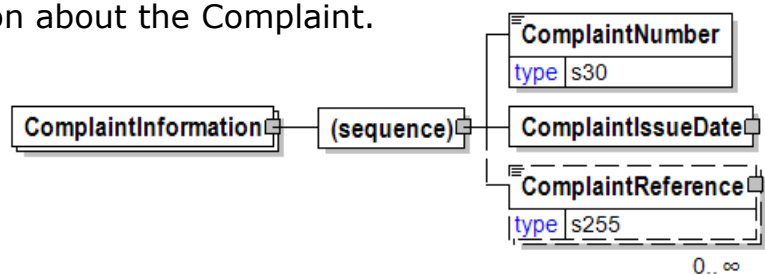 on about the Complaint.
ComplaintNumber
type s30
ComplaintInformation
(sequence)
ComplaintIssueDate
ComplaintReference
type s255
0.. ∞